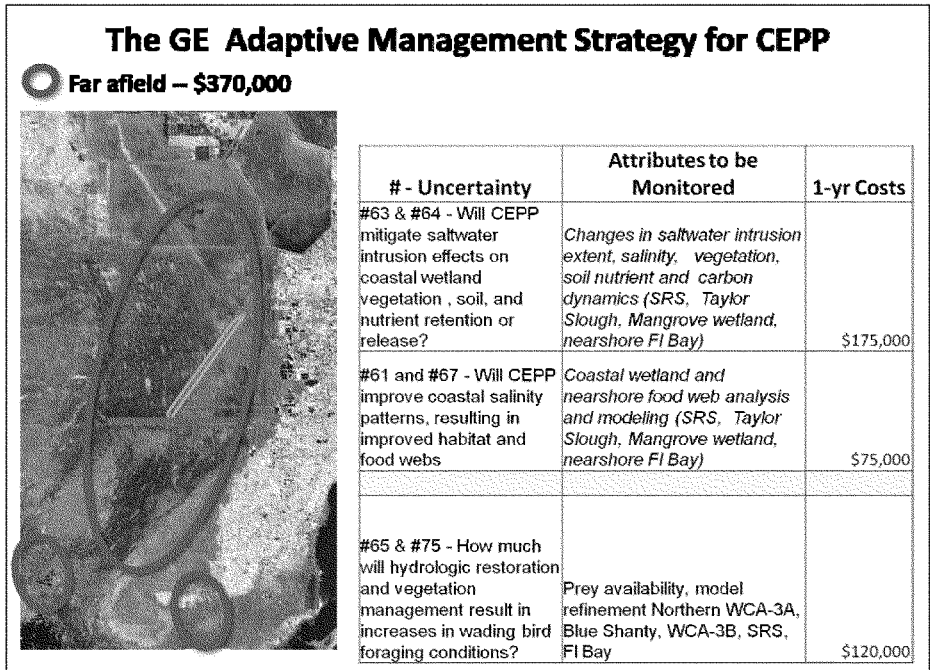 The GE Adaptive Management Strategy for CEPP
Far afield – $370,000
# - Uncertainty
Attributes to be
Monitored
1-yr Costs
#63 & #64 - Will CEPP
mitigate saltwater
intrusion effects on
coastal wetland
vegetation , soil, and
nutrient retention or
release?
Changes in saltwater intrusion
extent, salinity, vegetation,
soil nutrient and carbon
dynamics (SRS, Taylor
Slough, Mangrove wetland,
nearshore Fl Bay)
$175,000
#61 and #67 - Will CEPP
improve coastal salinity
patterns, resulting in
improved habitat and
food webs
Coastal wetland and
nearshore food web analysis
and modeling (SRS, Taylor
Slough, Mangrove wetland,
nearshore Fl Bay)
$75,000
#65 & #75 - How much
will hydrologic restoration
and vegetation
management result in
increases in wading bird
foraging conditions?
Prey availability, model
refinement Northern WCA-3A,
Blue Shanty, WCA-3B, SRS,
Fl Bay
$120,000